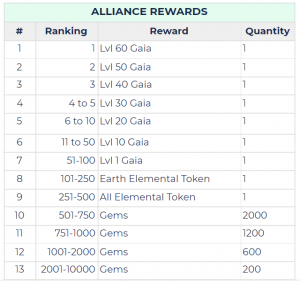 ALLIANCE REWARDS
# Ranking Reward Quantity
1 1 Lvl 60 Gaia 1
2 2 Lvl 50 Gaia 1
3 3 Lvl 40 Gaia 1
4 4 to 5 Lvl 30 Gaia 1
5 6 to 10 Lvl 20 Gaia 1
6 11 to 50 Lvl 10 Gaia 1
7 51-100 Lvl 1 Gaia 1
8 101-250 Earth Elemental Token 1
9 251-500 All Elemental Token 1
10 501-750 Gems 2000
11 751-1000 Gems 1200
12 1001-2000 Gems 600
13 2001-10000 Gems 200